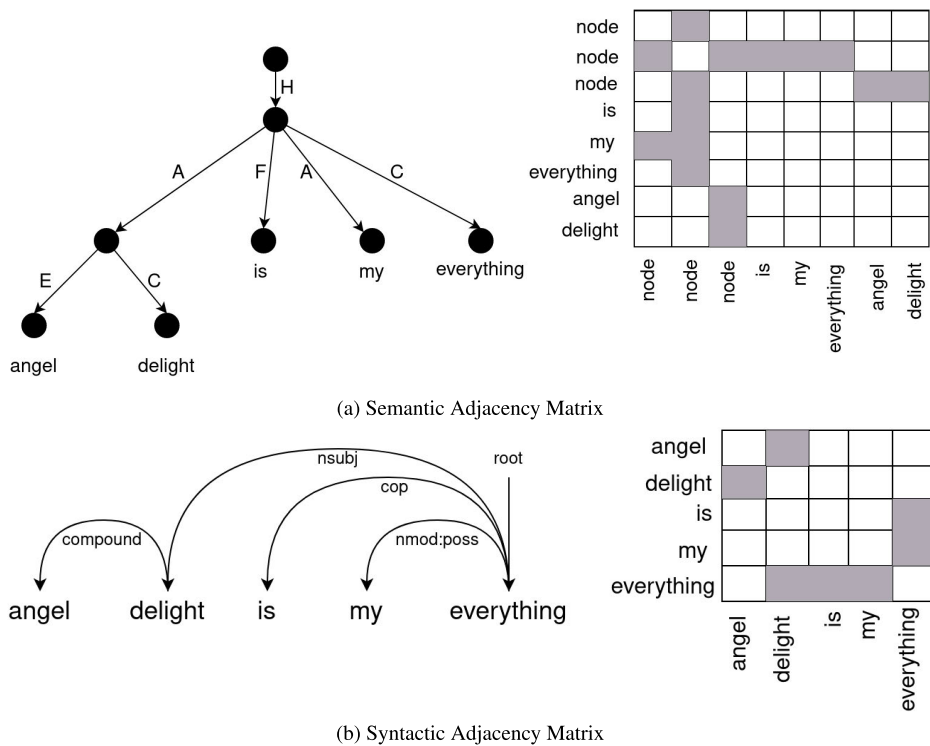 H
A F A C
is my everything
E C
angel delight
node
node
node
is
my
everything
angel
delight
node node node is my everything angel delight
(a) Semantic Adjacency Matrix
nsubj root
cop
compound nmod:poss
angel delight is my everything
angel
delight
is
my
everything
angel delight is my everything
(b) Syntactic Adjacency Matrix